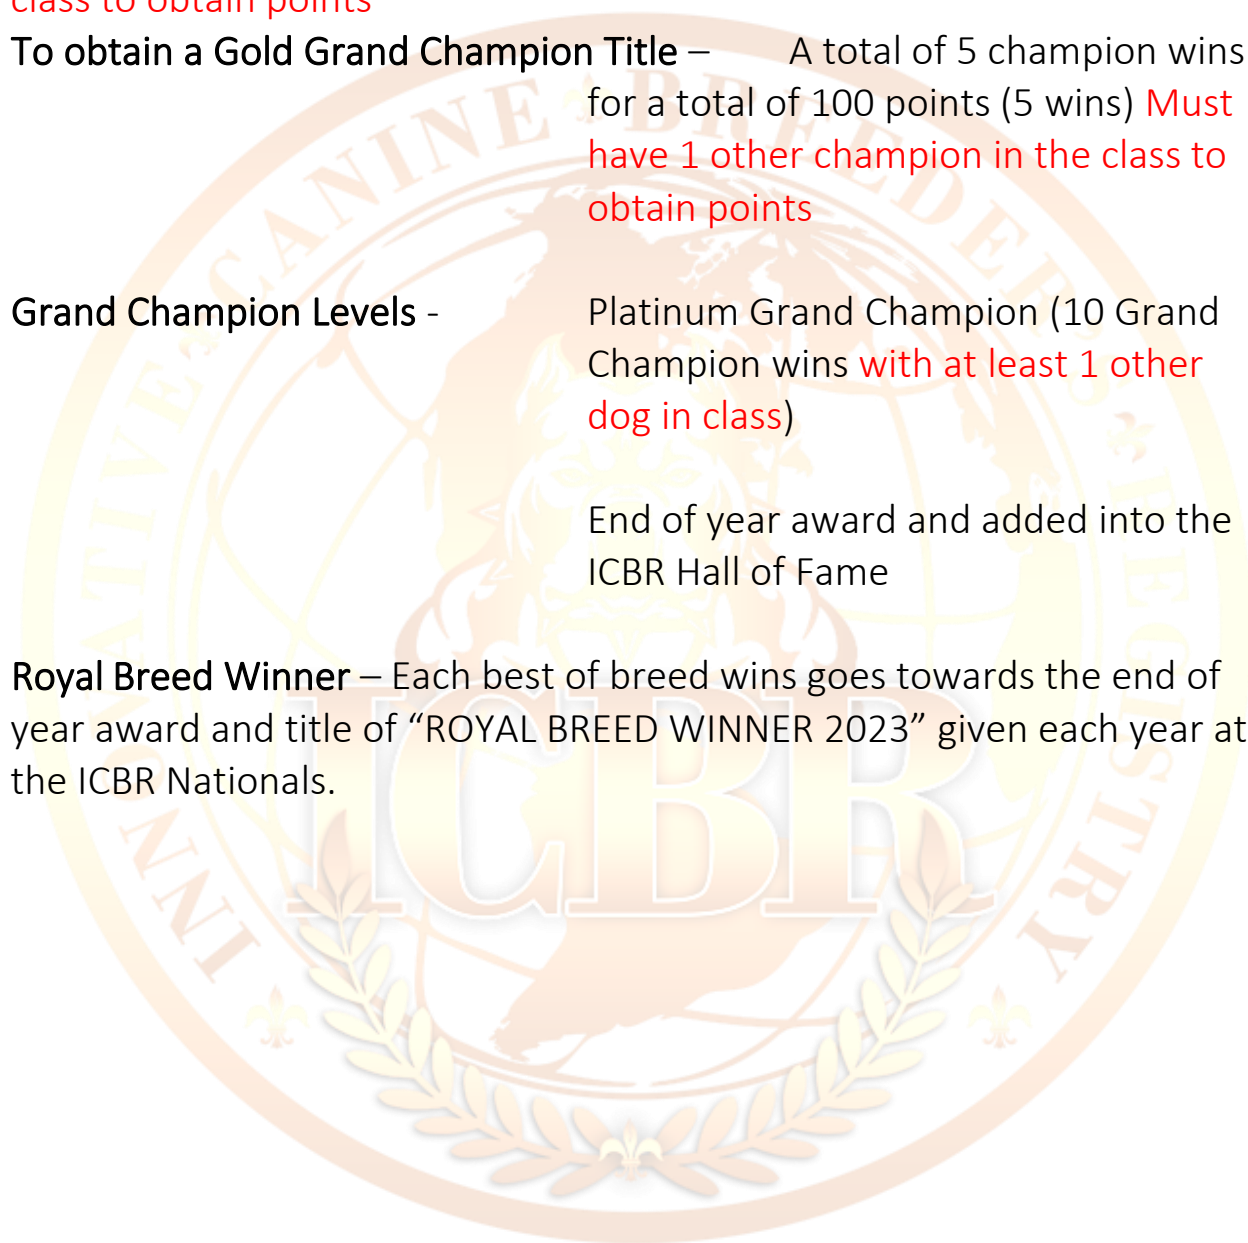 class to obtain points
To obtain a Gold Grand Champion Title – A total of 5 champion wins
for a total of 100 points (5 wins) Must
have 1 other champion in the class to
obtain points
Grand Champion Levels - Platinum Grand Champion (10 Grand
Champion wins with at least 1 other
dog in class)
End of year award and added into the
ICBR Hall of Fame
Royal Breed Winner – Each best of breed wins goes towards the end of
year award and title of “ROYAL BREED WINNER 2023” given each year at
the ICBR Nationals.
INNOVATIVE CANINE BREEDERS REGISTRY
ICBR